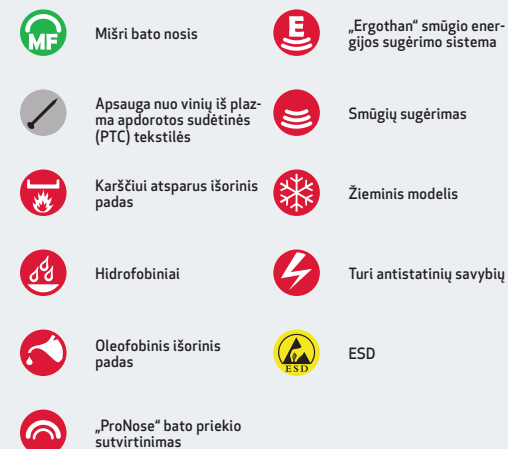 MF
Mišri bato nosis
Apsauga nuo vinių iš plaz-
ma apdorotos sudėtinės
(PTC) tekstilės
Karščiui atsparus išorinis
padas
Hidrofobiniai
Oleofobinis išorinis
padas
„ProNose“ bato priekio
sutvirtinimas
E
„Ergothan“ smūgio ener-
gijos sugėrimo sistema
Smūgių sugėrimas
Žieminis modelis
Turi antistatinių savybių
ESD
ESD